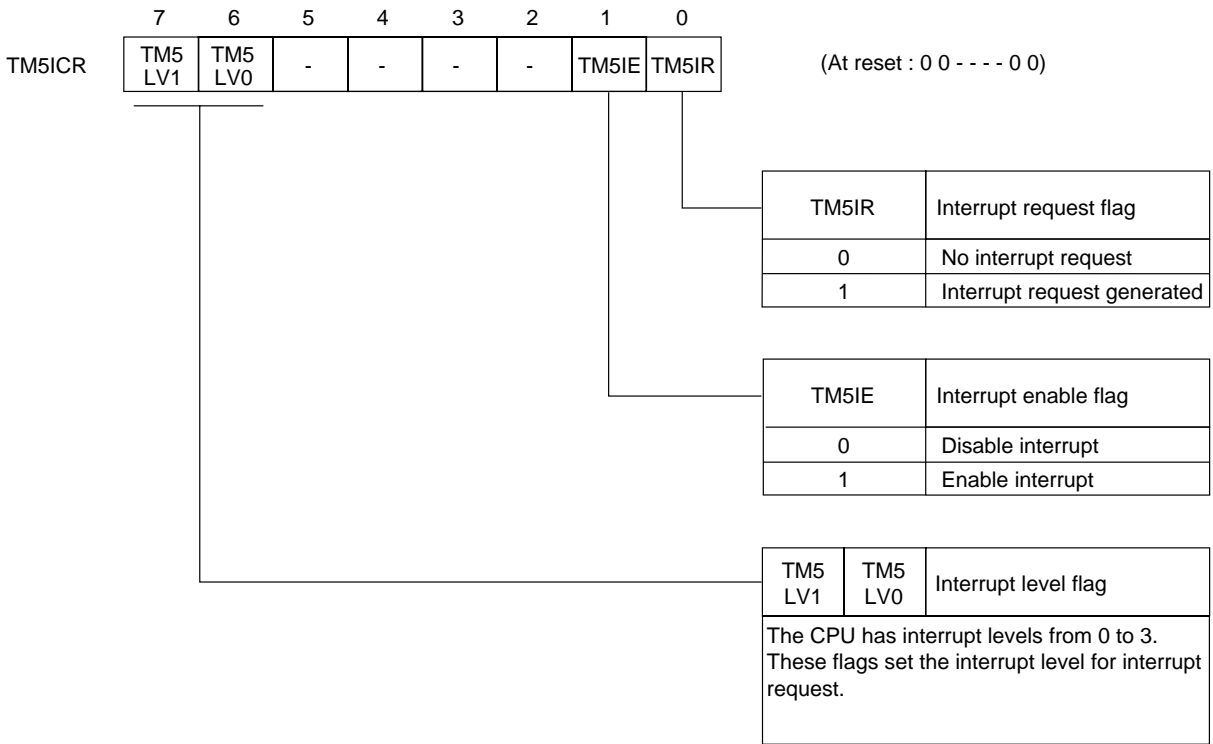 7 6 5 4 3 2 1 0
TM5ICR TM5 LV1 TM5 LV0 - - - - TM5IE TM5IR (At reset : 0 0 - - - - 0 0)
TM5IR Interrupt request flag
0 No interrupt request
1 Interrupt request generated
TM5IE Interrupt enable flag
0 Disable interrupt
1 Enable interrupt
TM5 LV1 TM5 LV0 Interrupt level flag
The CPU has interrupt levels from 0 to 3.
These flags set the interrupt level for interrupt
request.